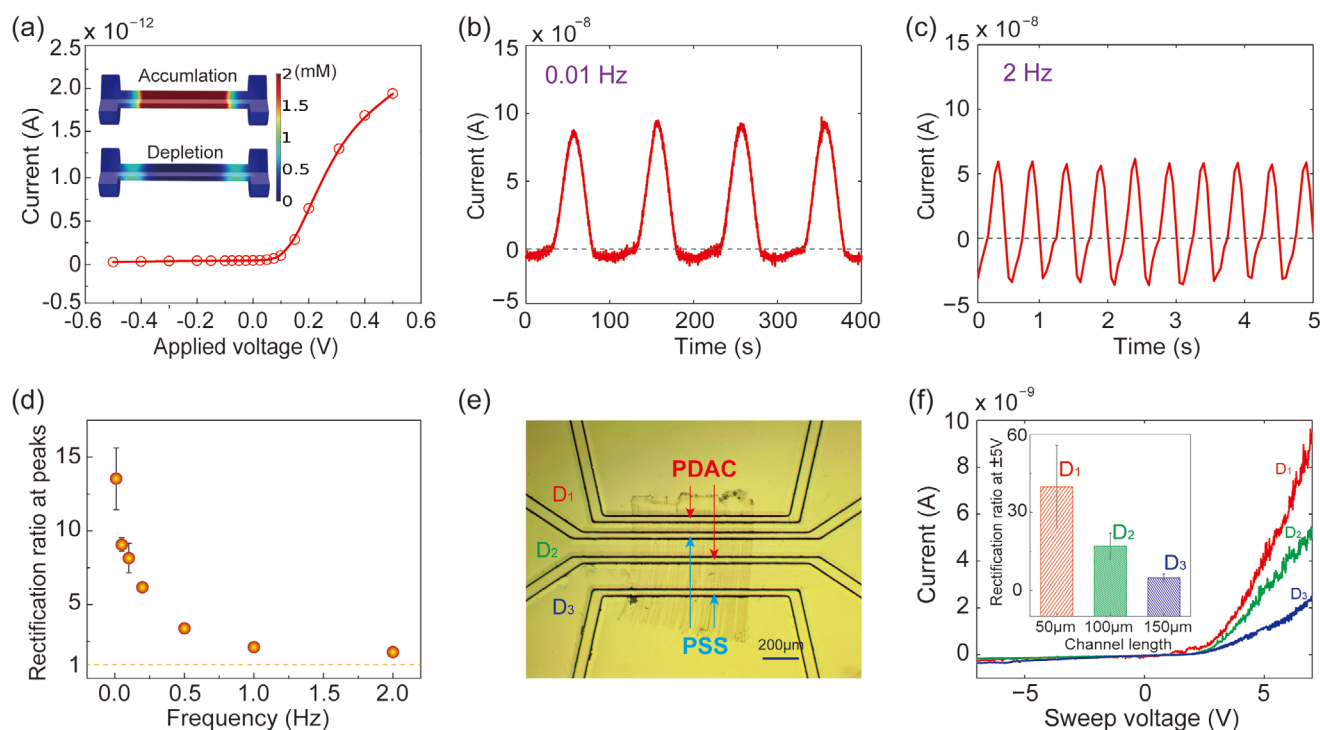 (a)
x 10⁻¹²
2.5
2.0
1.5
1.0
0.5
0
-0.5
Current (A)
Accumlation
Depletion
2 (mM)
1.5
1
0.5
0
-0.6
-0.4
-0.2
0.0
0.2
0.4
0.6
Applied voltage (V)
(b)
x 10⁻⁸
0.01 Hz
15
10
5
0
−5
Current (A)
0
100
200
300
400
Time (s)
(c)
x 10⁻⁸
2 Hz
15
10
5
0
−5
Current (A)
0
1
2
3
4
5
Time (s)
(d)
Rectification ratio at peaks
15
10
5
1
0.0
0.5
1.0
1.5
2.0
Frequency (Hz)
(e)
PDAC
D₁
D₂
D₃
PSS
200μm
(f)
x 10⁻⁹
10
8
6
4
2
0
Current (A)
60
30
0
Rectification ratio at ±5V
D₁
D₂
D₃
50μm
100μm
150μm
Channel length
D₁
D₂
D₃
−5
0
5
Sweep voltage (V)